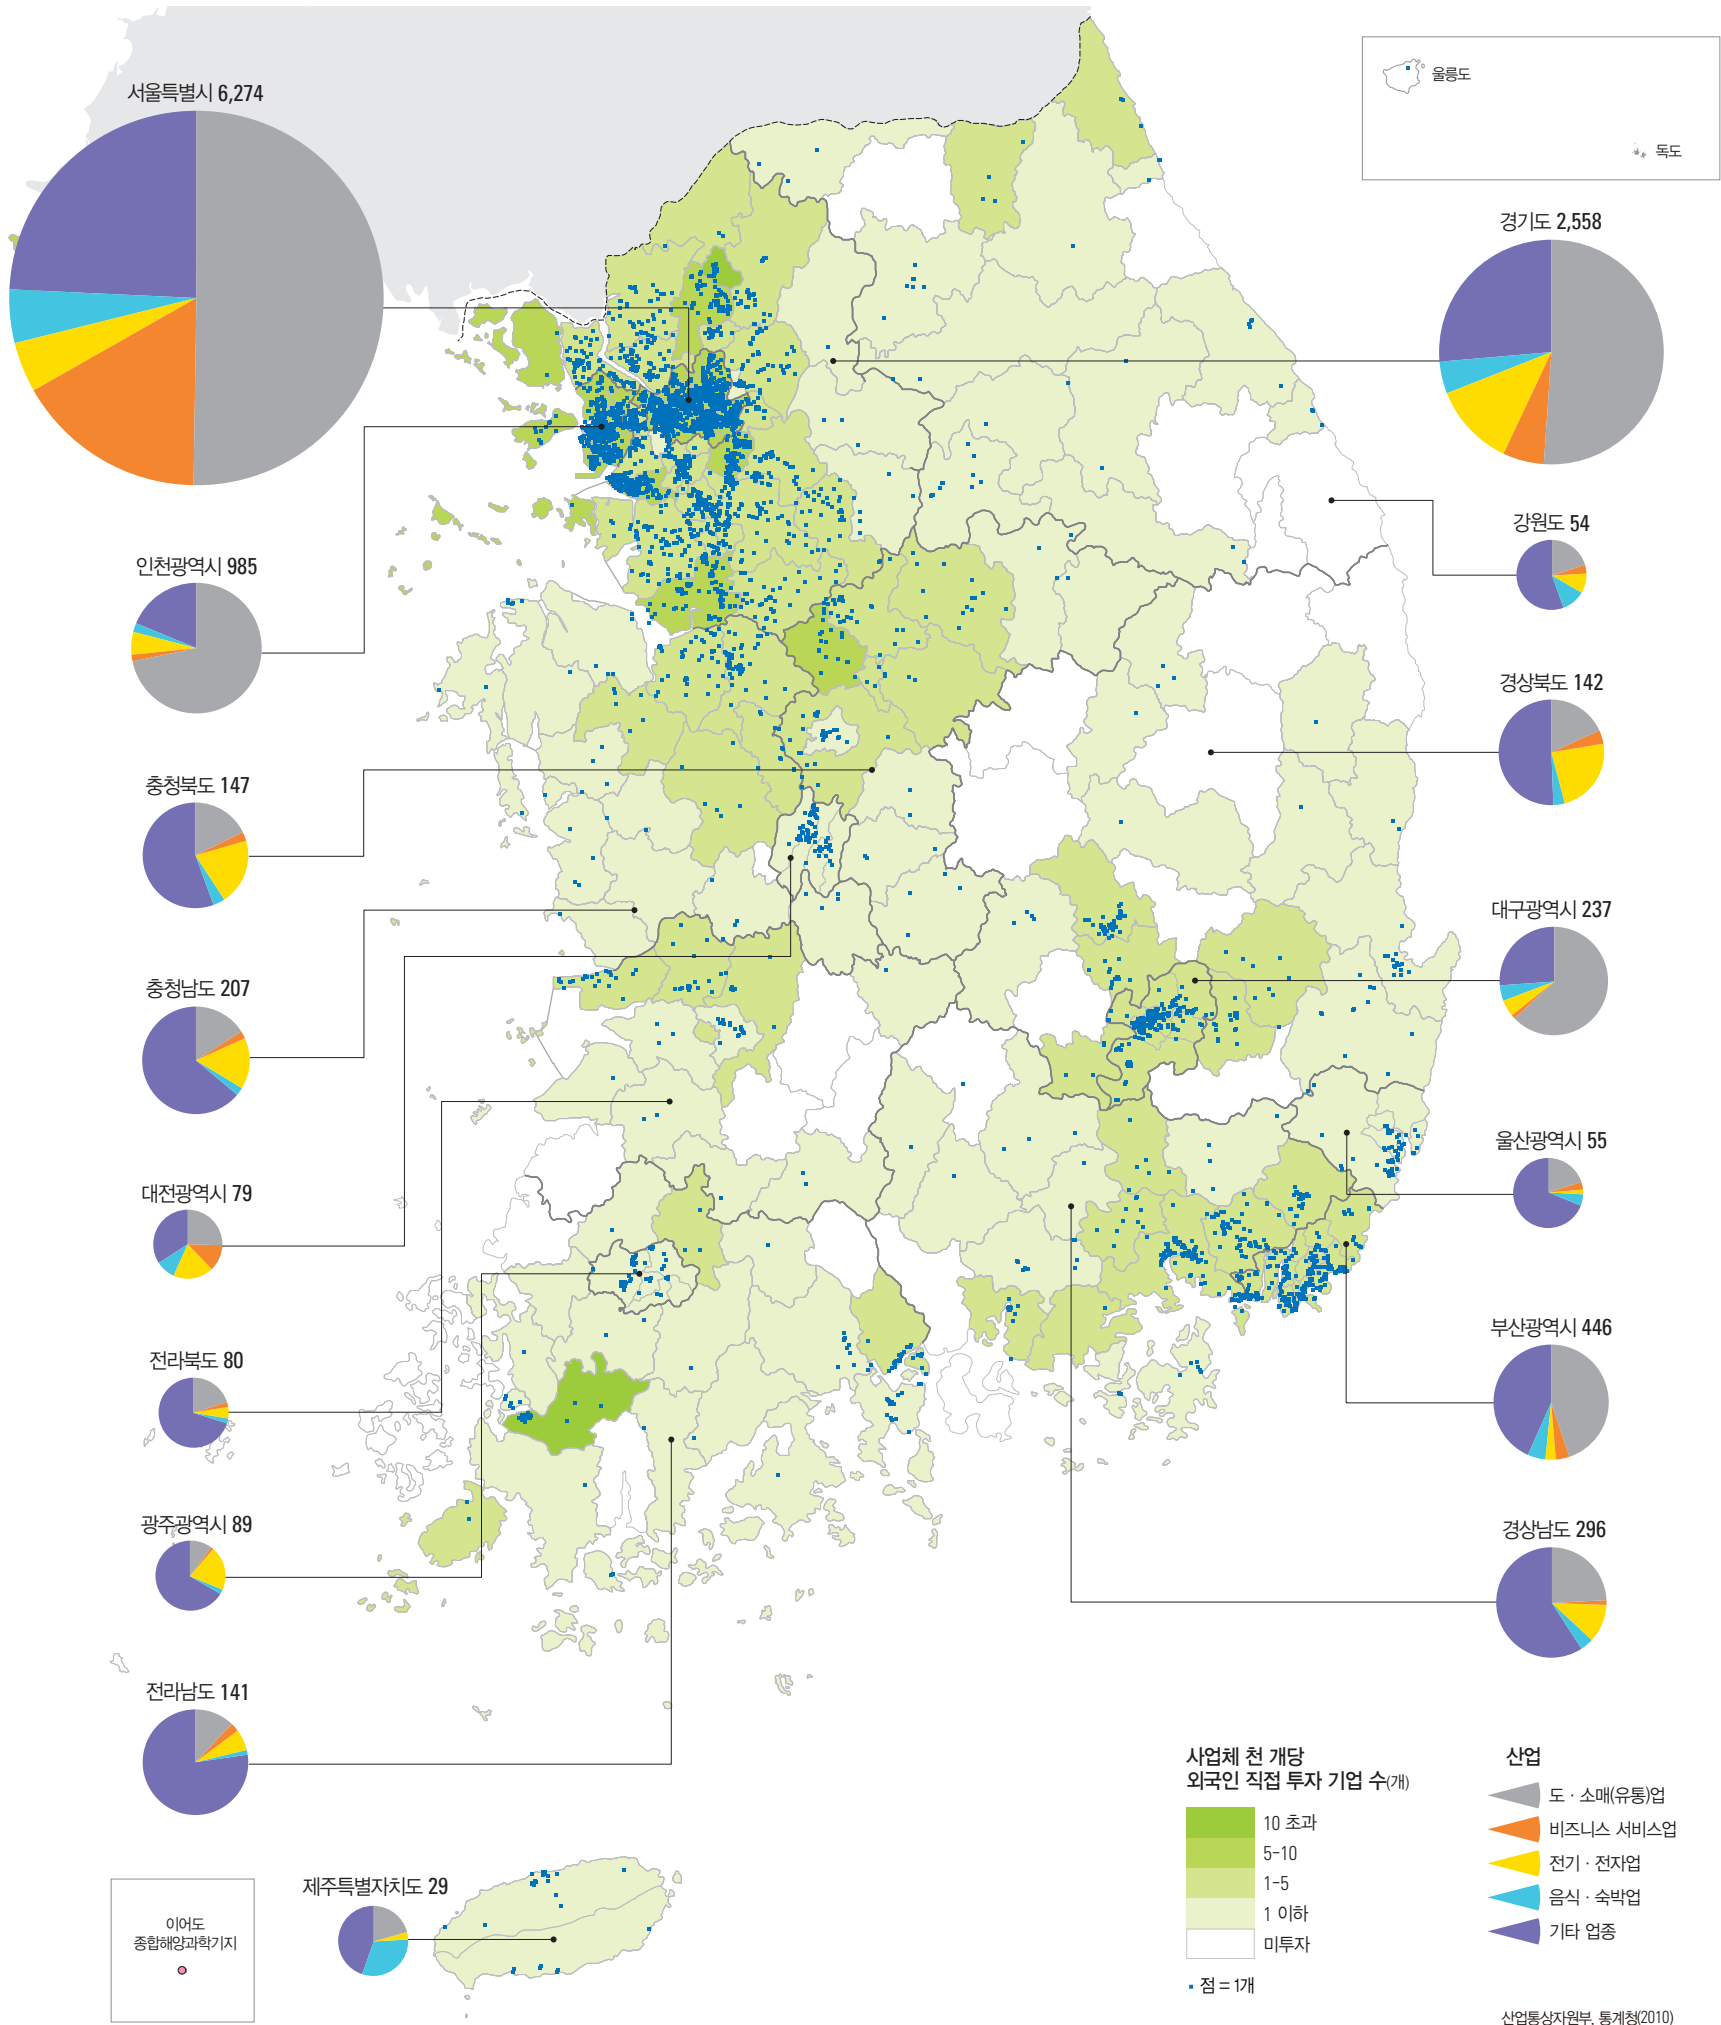 울릉도
독도
서울특별시 6,274
경기도 2,558
강원도 54
인천광역시 985
경상북도 142
충청북도 147
대구광역시 237
충청남도 207
울산광역시 55
대전광역시 79
부산광역시 446
전라북도 80
광주광역시 89
경상남도 296
전라남도 141
제주특별자치도 29
이어도
종합해양과학기지
사업체 천 개당
외국인 직접 투자 기업 수(개)
10 초과
5-10
1-5
1 이하
미투자
점 = 1개
산업
도 · 소매(유통)업
비즈니스 서비스업
전기 · 전자업
음식 · 숙박업
기타 업종
산업통상자원부, 통계청(2010)